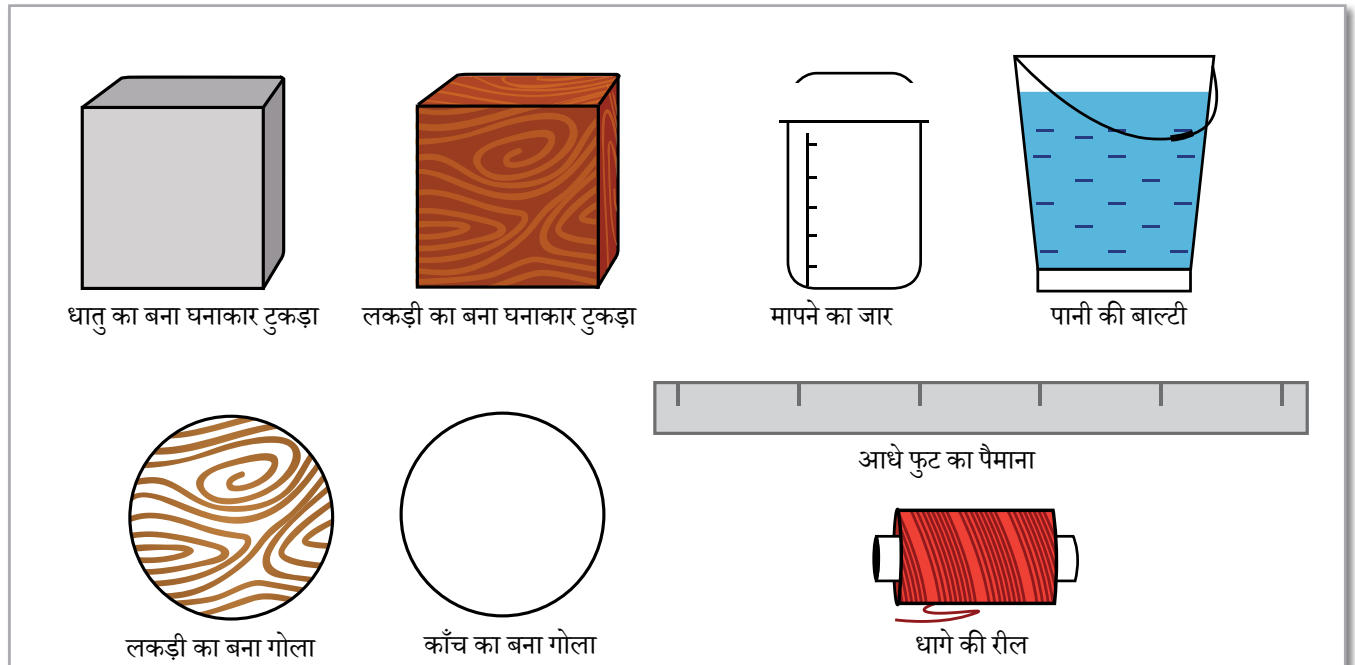 धातु का बना घनाकार टुकड़ा
लकड़ी का बना घनाकार टुकड़ा
मापने का जार
पानी की बाल्टी
आधे फुट का पैमाना
लकड़ी का बना गोला
काँच का बना गोला
धागे की रील